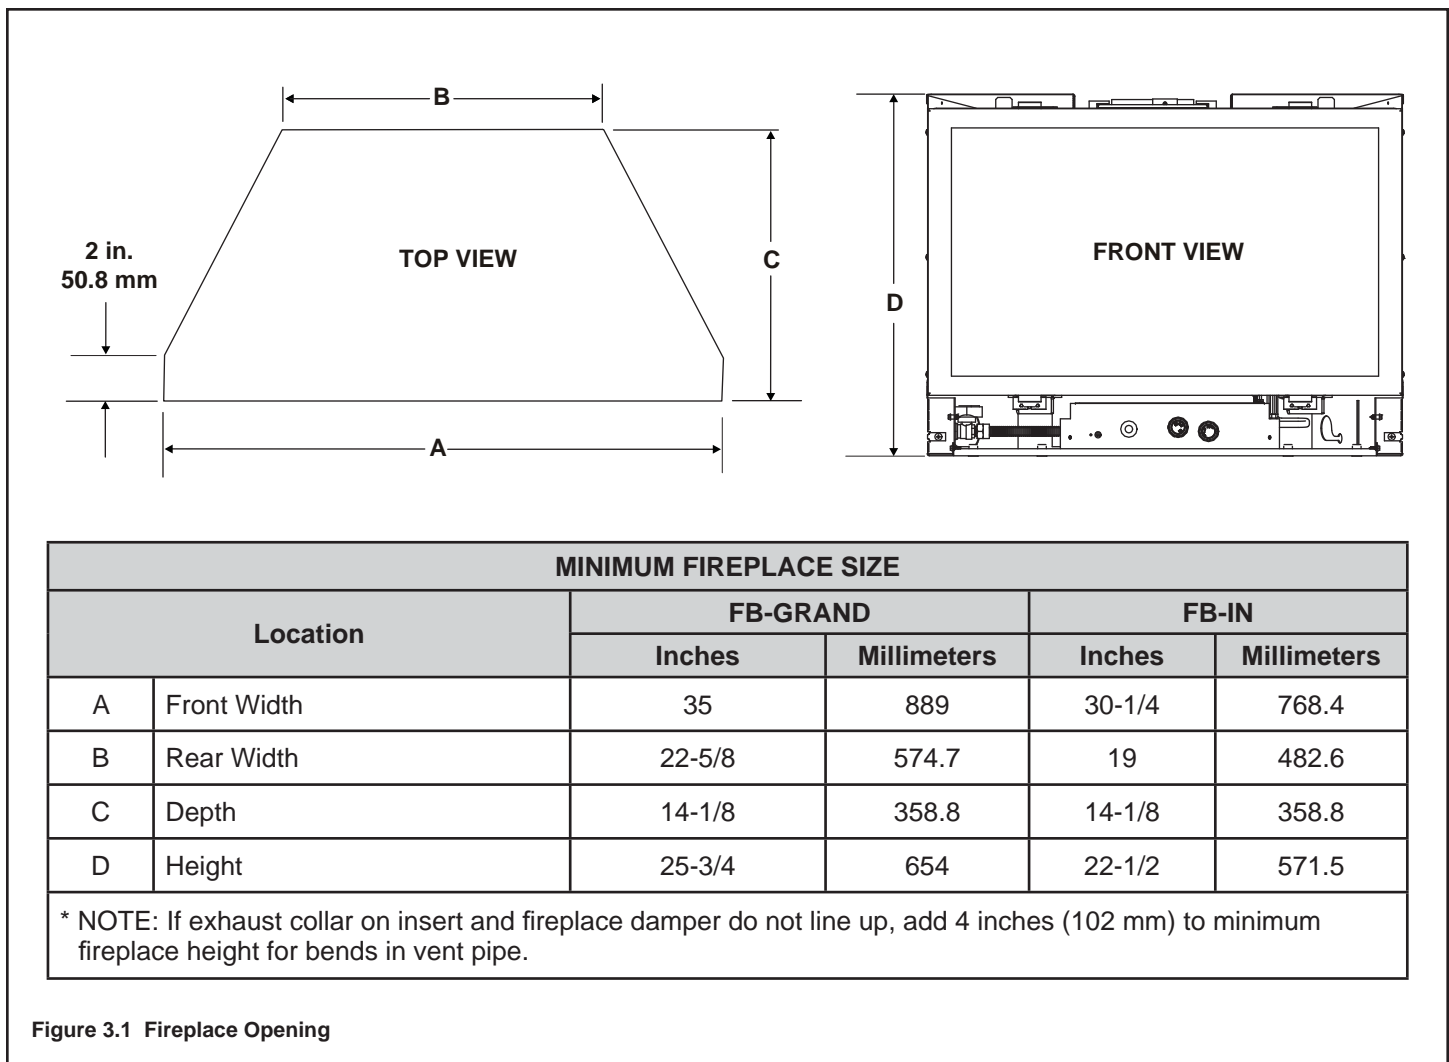 B
TOP VIEW
C
2 in.
50.8 mm
A
FRONT VIEW
D
MINIMUM FIREPLACE SIZE
Location FB-GRAND FB-IN
Inches Millimeters Inches Millimeters
A Front Width 35 889 30-1/4 768.4
B Rear Width 22-5/8 574.7 19 482.6
C Depth 14-1/8 358.8 14-1/8 358.8
D Height 25-3/4 654 22-1/2 571.5
* NOTE: If exhaust collar on insert and fireplace damper do not line up, add 4 inches (102 mm) to minimum
fireplace height for bends in vent pipe.
Figure 3.1 Fireplace Opening